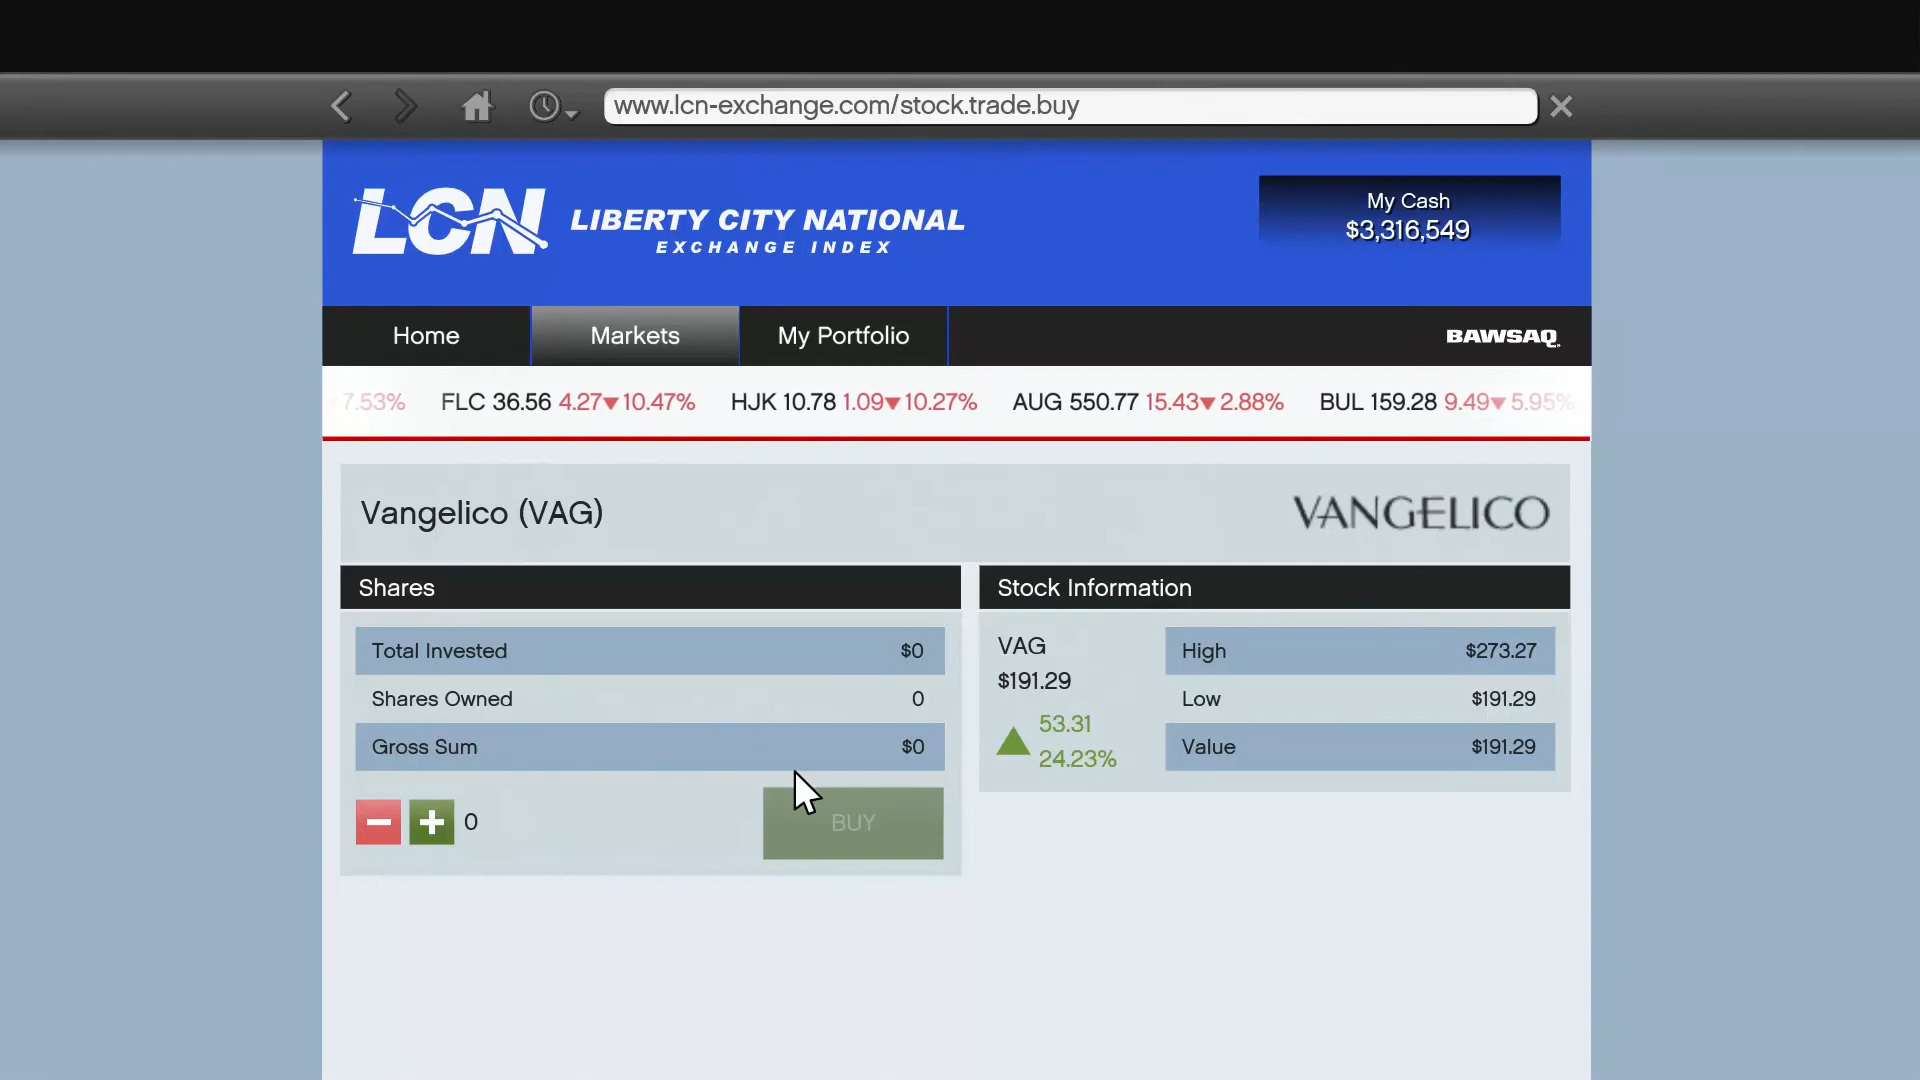 www.lcn-exchange.com/stock.trade.buy
LCN LIBERTY CITY NATIONAL
EXCHANGE INDEX
My Cash
$3,316,549
Home Markets My Portfolio BAWSAQ
7.53% FLC 36.56 4.27▼10.47% HJK 10.78 1.09▼10.27% AUG 550.77 15.43▼2.88% BUL 159.28 9.49▼5.95%
Vangelico (VAG) VANGELICO
Shares
Total Invested $0
Shares Owned 0
Gross Sum $0
0 BUY
Stock Information
VAG
$191.29
53.31
24.23%
High $273.27
Low $191.29
Value $191.29